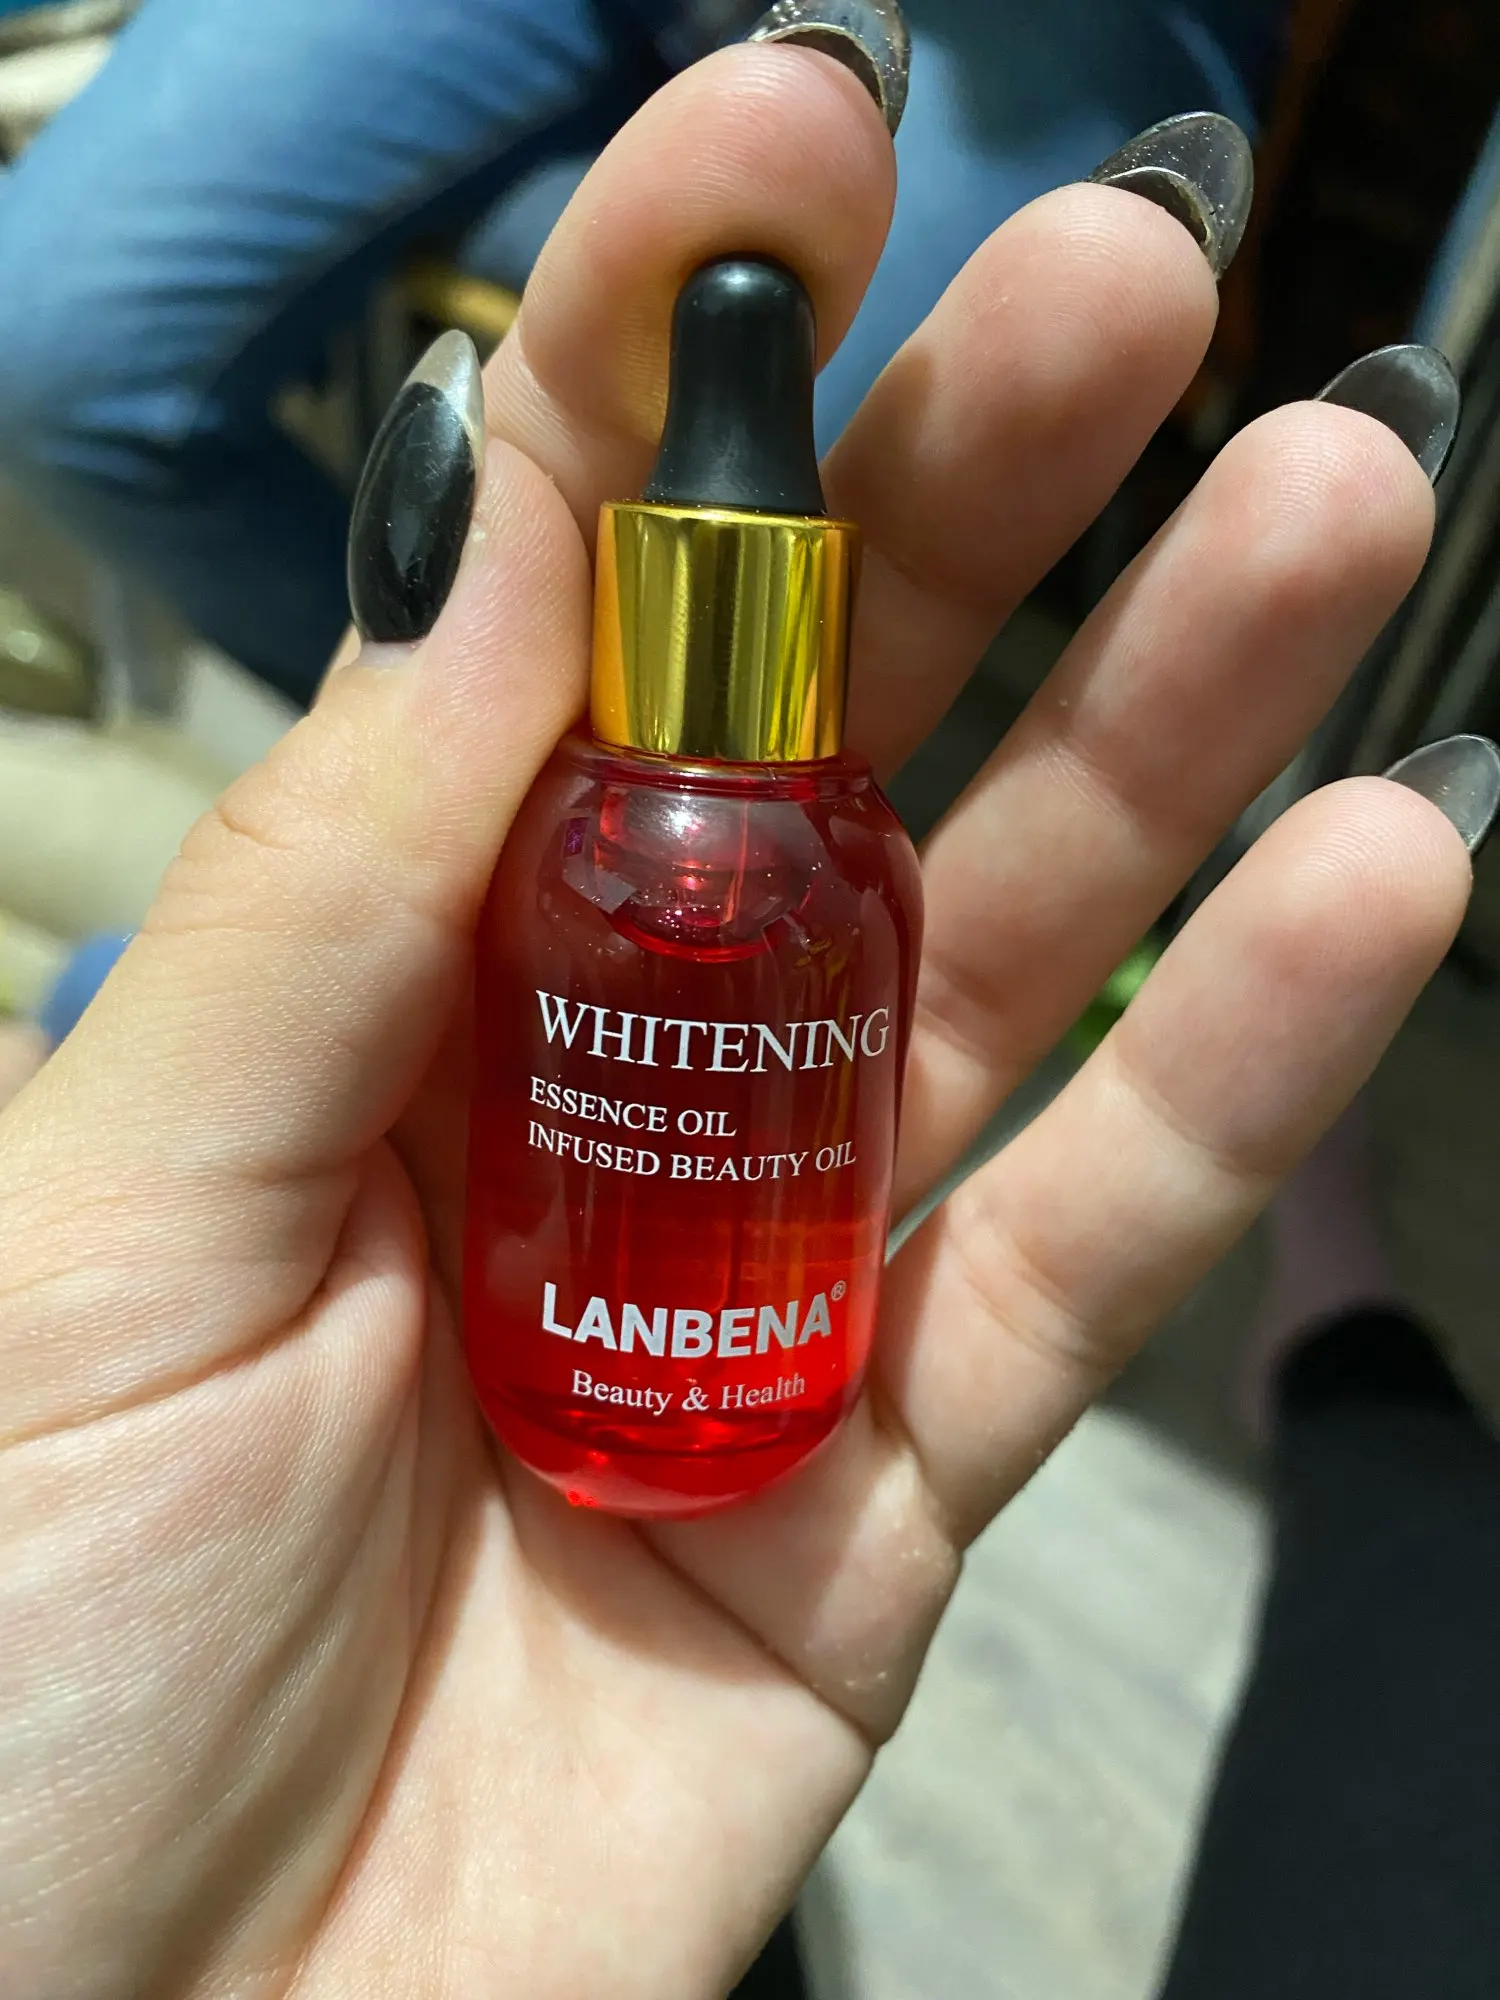 WHITENING
ESSENCE OIL
INFUSED BEAUTY OIL
LANBENA®
Beauty & Health